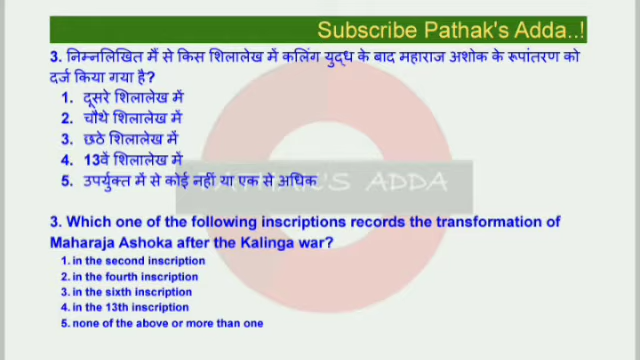 Subscribe Pathak's Adda..!
3. निम्नलिखित मैं से किस शिलालेख में कलिंग युद्ध के बाद महाराज अशोक के रूपांतरण को
दर्ज किया गया है?
1. दूसरे शिलालेख में
2. चौथे शिलालेख में
3. छठे शिलालेख में
4. 13वें शिलालेख में
5. उपर्युक्त में से कोई नहीं या एक से अधिक
PATHAK'S ADDA
3. Which one of the following inscriptions records the transformation of
Maharaja Ashoka after the Kalinga war?
1. in the second inscription
2. in the fourth inscription
3. in the sixth inscription
4. in the 13th inscription
5. none of the above or more than one